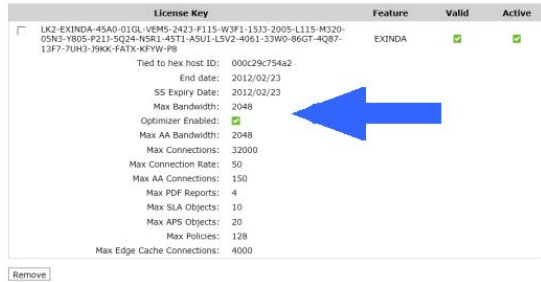 License Key Feature Valid Active
LK2-EXINDA-45A0-01GL-VEM5-2423-F115-W3F1-15J3-2005-L115-M320-
05N3-Y805-P21J-5Q24-N5R1-45T1-A5U1-L5V2-4061-33W0-86GT-4Q87-
13F7-7UH3-J9KK-FATX-KFYW-P8 EXINDA
Tied to hex host ID: 000c29c754a2
End date: 2012/02/23
SS Expiry Date: 2012/02/23
Max Bandwidth: 2048
Optimizer Enabled:
Max AA Bandwidth: 2048
Max Connections: 32000
Max Connection Rate: 50
Max AA Connections: 150
Max PDF Reports: 4
Max SLA Objects: 10
Max APS Objects: 20
Max Policies: 128
Max Edge Cache Connections: 4000
Remove